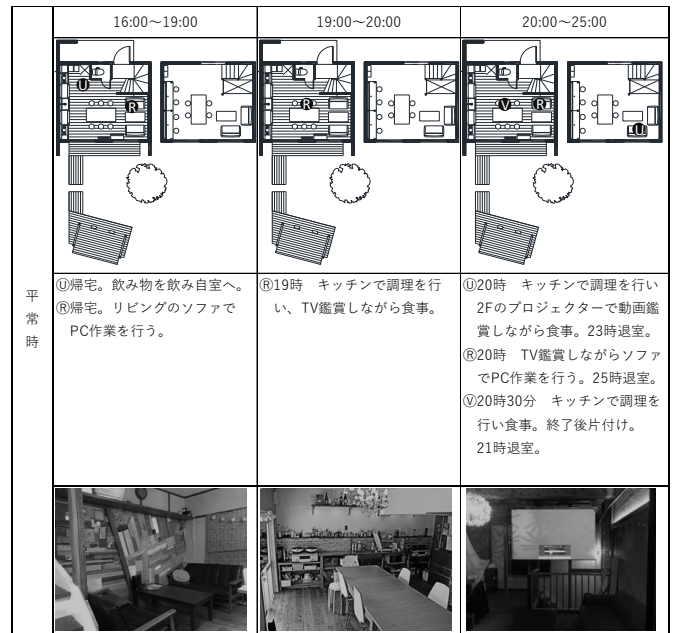 16:00〜19:00
19:00〜20:00
20:00〜25:00
平
常
時
U
R
R
V
R
U
Ⓤ帰宅。飲み物を飲み自室へ。
Ⓡ帰宅。リビングのソファで
PC作業を行う。
Ⓡ19時　キッチンで調理を行
い、TV鑑賞しながら食事。
Ⓤ20時　キッチンで調理を行い
2Fのプロジェクターで動画鑑
賞しながら食事。23時退室。
Ⓡ20時　TV鑑賞しながらソファ
でPC作業を行う。25時退室。
Ⓥ20時30分　キッチンで調理を
行い食事。終了後片付け。
21時退室。